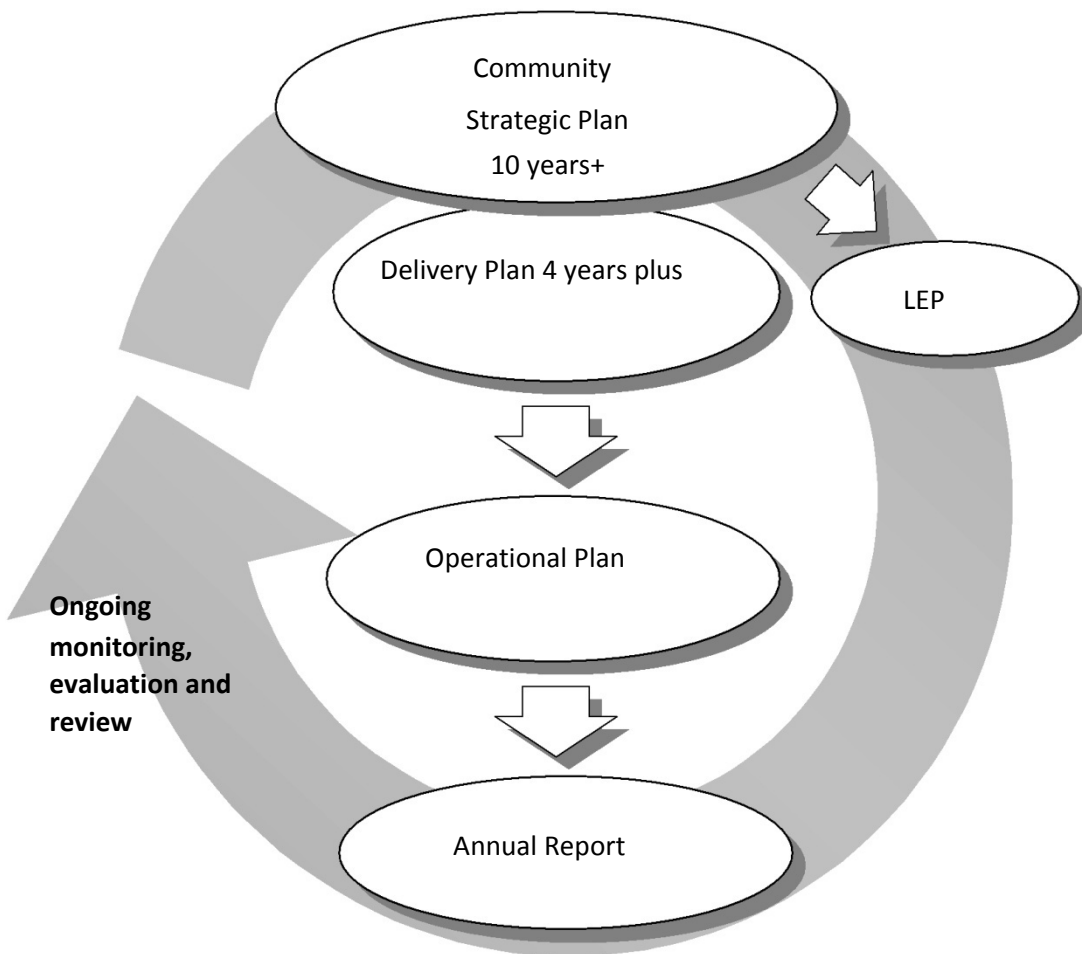 Community
Strategic Plan
10 years+
Delivery Plan 4 years plus
LEP
Operational Plan
Ongoing
monitoring,
evaluation and
review
Annual Report